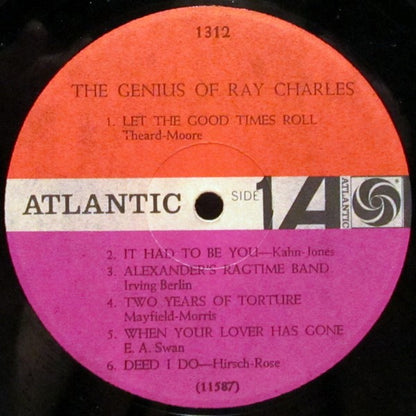 1312
THE GENIUS OF RAY CHARLES
1. LET THE GOOD TIMES ROLL
Theard-Moore
ATLANTIC
SIDE 1
A
ATLANTIC
2. IT HAD TO BE YOU—Kahn-Jones
3. ALEXANDER'S RAGTIME BAND
Irving Berlin
4. TWO YEARS OF TORTURE
Mayfield-Morris
5. WHEN YOUR LOVER HAS GONE
E. A. Swan
6. DEED I DO—Hirsch-Rose
(11587)